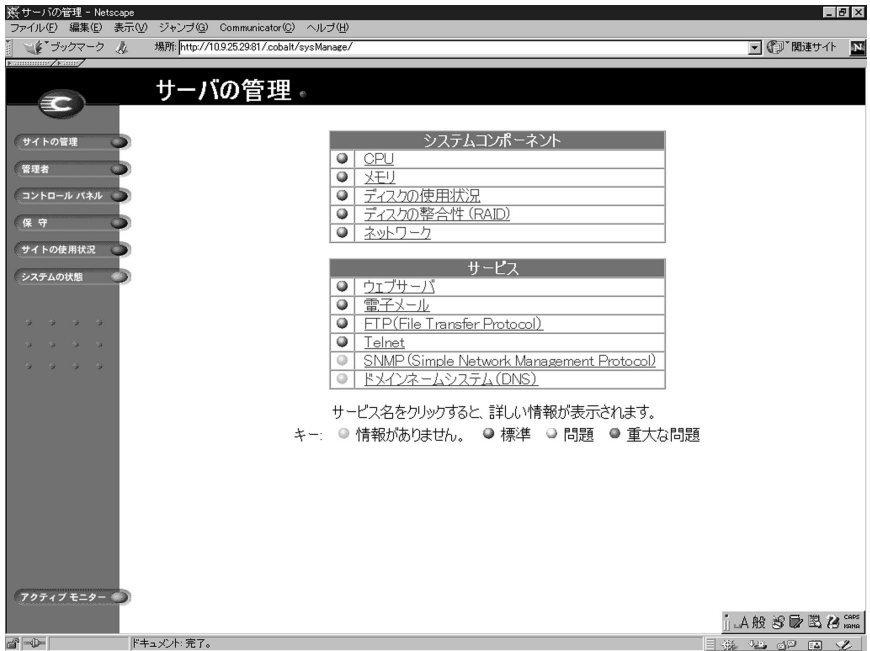 サーバの管理 - Netscape
ファイル(F) 編集(E) 表示(V) ジャンプ(G) Communicator(C) ヘルプ(H)
ブックマーク 場所: http://10.9.25.29:81/.cobalt/sysManage/ 関連サイト N
サーバの管理
サイトの管理
管理者
コントロール パネル
保 守
サイトの使用状況
システムの状態
アクティブ モニター
システムコンポーネント
CPU
メモリ
ディスクの使用状況
ディスクの整合性 (RAID)
ネットワーク
サービス
ウェブサーバ
電子メール
FTP(File Transfer Protocol)
Telnet
SNMP (Simple Network Management Protocol)
ドメインネームシステム (DNS)
サービス名をクリックすると、詳しい情報が表示されます。
キー: 情報がありません。 標準 問題 重大な問題
A 般 CAPS KANA
ドキュメント: 完了。